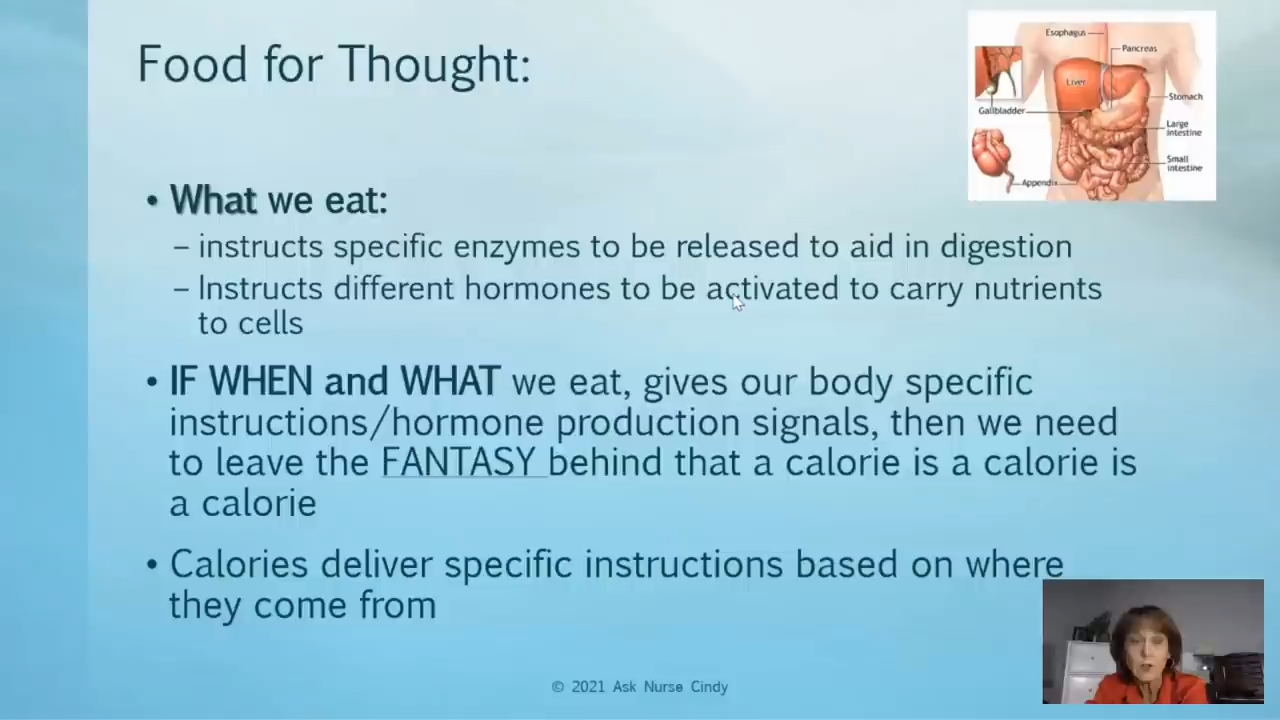 Food for Thought:
Esophagus
Pancreas
Liver
Stomach
Gallbladder
Large
intestine
Small
intestine
Appendix
• What we eat:
– instructs specific enzymes to be released to aid in digestion
– Instructs different hormones to be activated to carry nutrients
to cells
• IF WHEN and WHAT we eat, gives our body specific
instructions/hormone production signals, then we need
to leave the FANTASY behind that a calorie is a calorie is
a calorie
• Calories deliver specific instructions based on where
they come from
© 2021 Ask Nurse Cindy